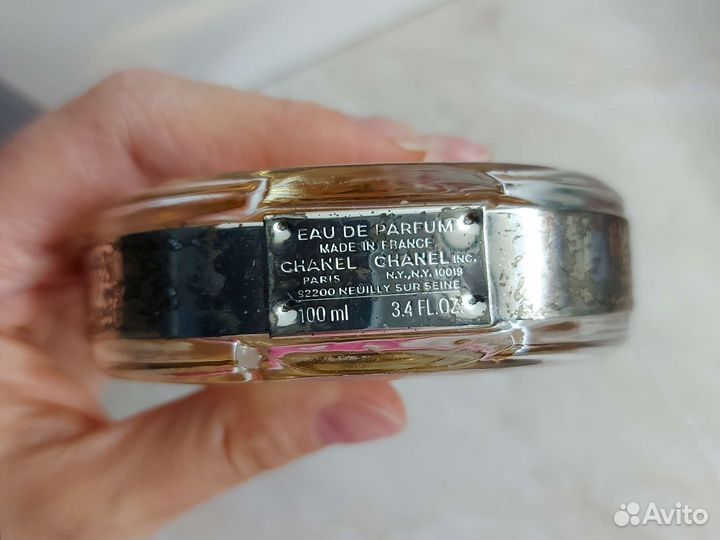 EAU DE PARFUM
MADE IN FRANCE
CHANEL CHANEL INC.
PARIS N.Y., N.Y. 10019
92200 NEUILLY SUR SEINE
100 ml 3.4 FL.OZ.
Avito